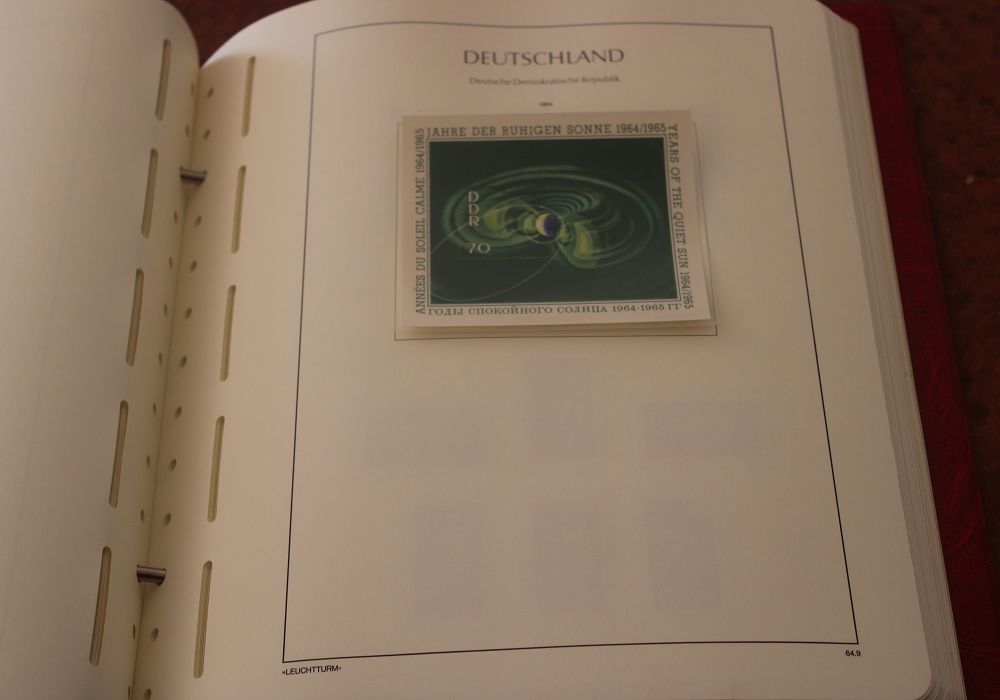 DEUTSCHLAND
Deutsche Demokratische Republik
1964
JAHRE DER RUHIGEN SONNE 1964/1965
ANNÉES DU SOLEIL CALME 1964/1965
YEARS OF THE QUIET SUN 1964/1965
DDR
70
ГОДЫ СПОКОЙНОГО СОЛНЦА 1964-1965 ГГ
»LEUCHTTURM«
64.9